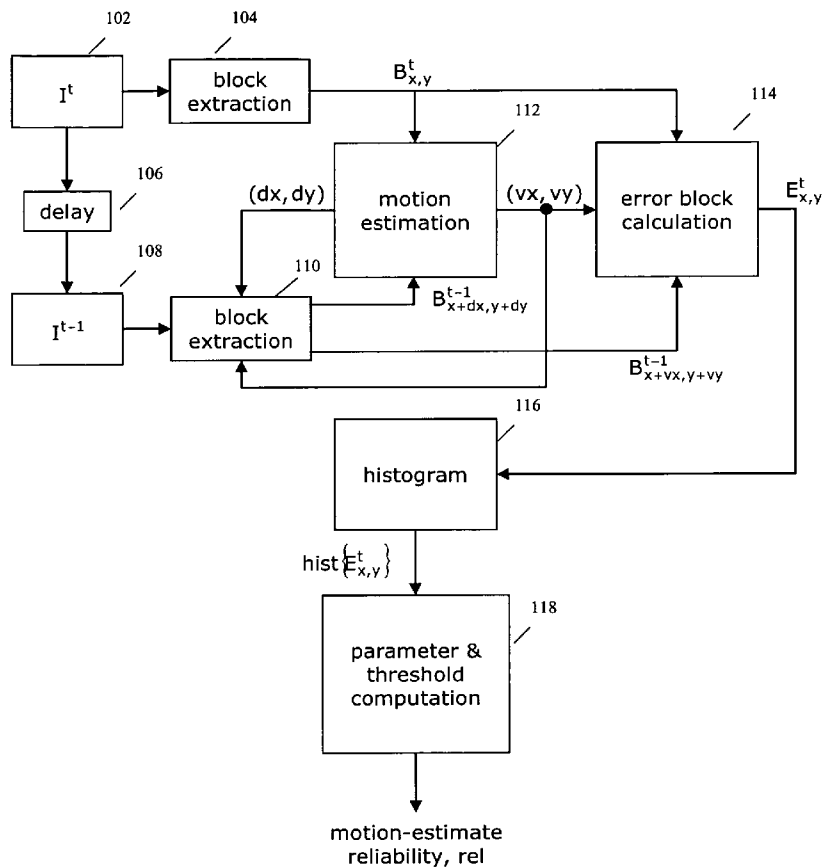 102
104
I^t
block
extraction
B^t_{x,y}
112
114
106
delay
(dx, dy)
motion
estimation
(vx, vy)
error block
calculation
E^t_{x,y}
108
110
I^{t-1}
block
extraction
B^{t-1}_{x+dx,y+dy}
B^{t-1}_{x+vx,y+vy}
116
histogram
hist{E^t_{x,y}}
118
parameter &
threshold
computation
motion-estimate
reliability, rel